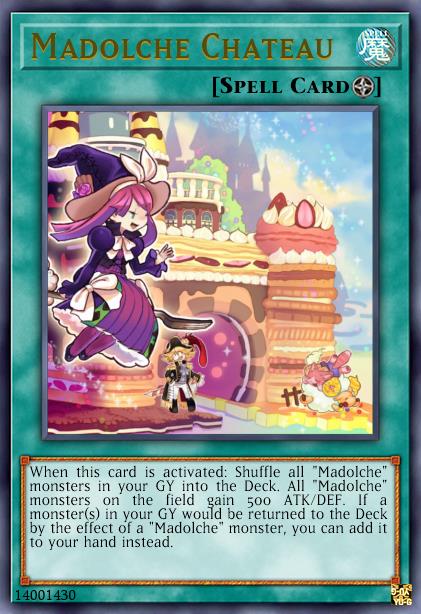 Madolche Chateau
魔
[Spell Card]
When this card is activated: Shuffle all "Madolche"
monsters in your GY into the Deck. All "Madolche"
monsters on the field gain 500 ATK/DEF. If a
monster(s) in your GY would be returned to the Deck
by the effect of a "Madolche" monster, you can add it
to your hand instead.
14001430